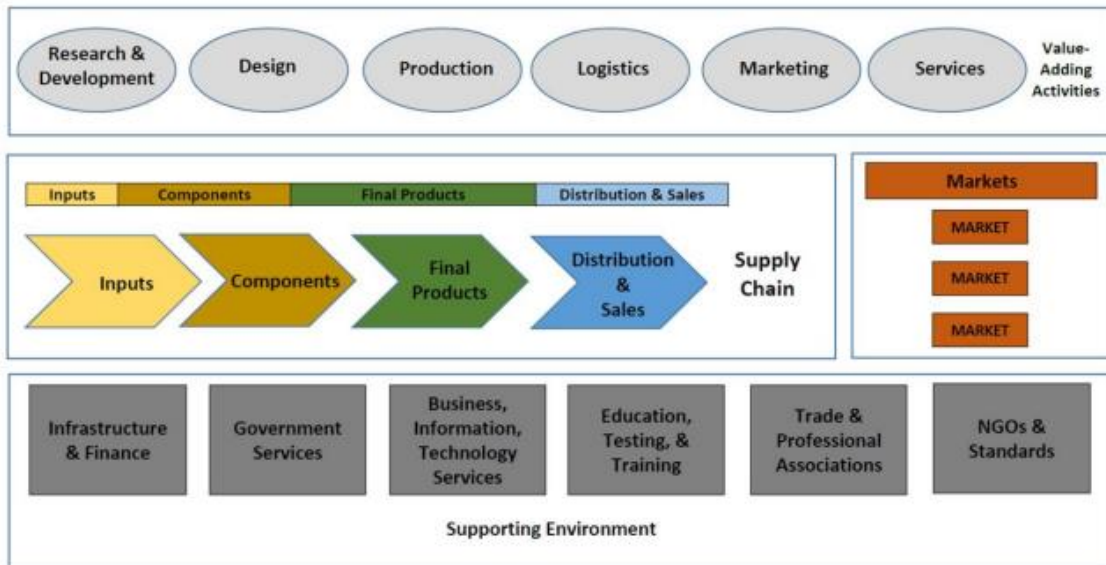 Research &
Development
Design
Production
Logistics
Marketing
Services
Value-
Adding
Activities
Inputs
Components
Final Products
Distribution & Sales
Inputs
Components
Final
Products
Distribution
&
Sales
Supply
Chain
Markets
MARKET
MARKET
MARKET
Infrastructure
& Finance
Government
Services
Business,
Information,
Technology
Services
Education,
Testing, &
Training
Trade &
Professional
Associations
NGOs &
Standards
Supporting Environment